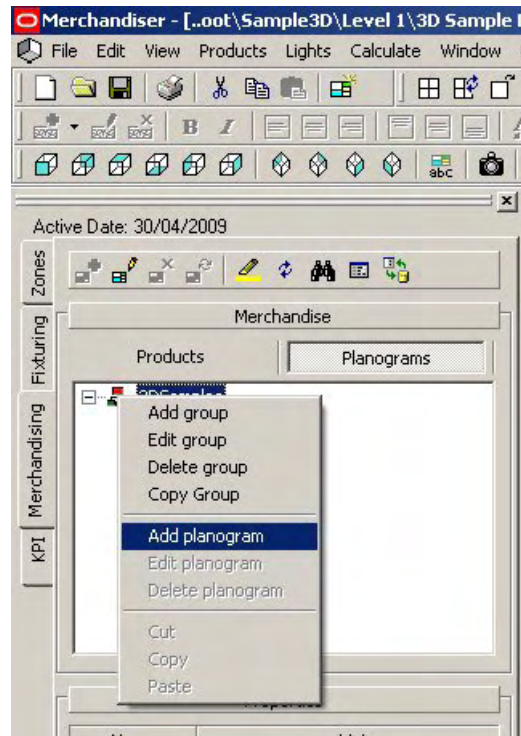 Merchandiser - [..oot\Sample3D\Level 1\3D Sample
File Edit View Products Lights Calculate Window
B I
abc
Active Date: 30/04/2009
Zones
Fixturing
Merchandising
KPI
Merchandise
Products Planograms
3DSamples
Add group
Edit group
Delete group
Copy Group
Add planogram
Edit planogram
Delete planogram
Cut
Copy
Paste